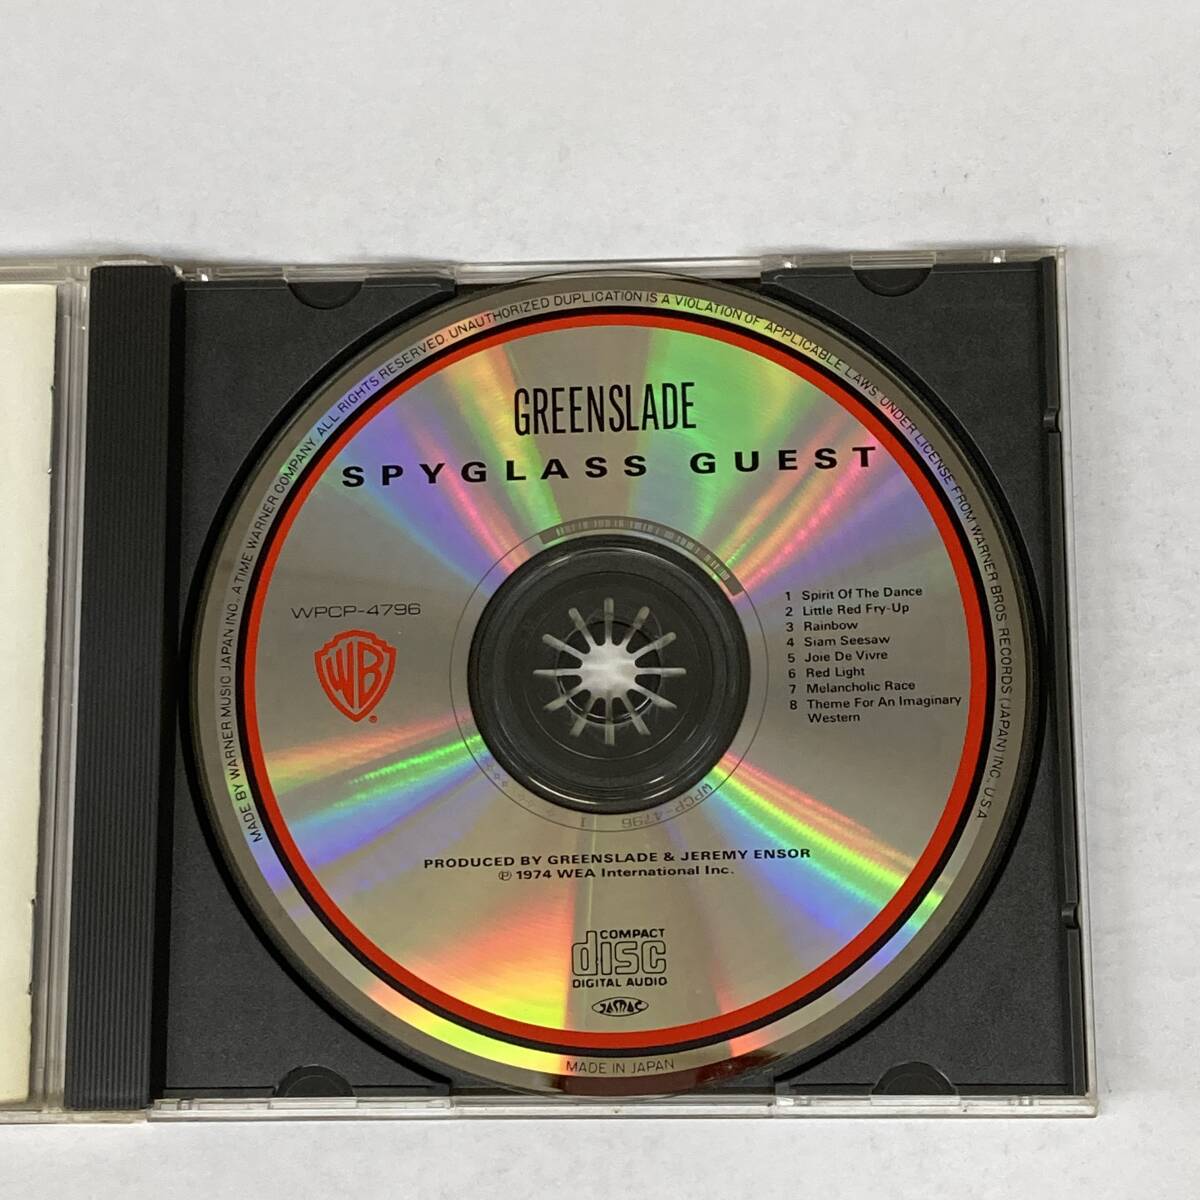 MADE BY WARNER MUSIC JAPAN INC., A TIME WARNER COMPANY. ALL RIGHTS RESERVED. UNAUTHORIZED DUPLICATION IS A VIOLATION OF APPLICABLE LAWS. UNDER LICENSE FROM WARNER BROS. RECORDS (JAPAN) INC., U.S.A
GREENSLADE
SPYGLASS GUEST
WPCP-4796
WB
®
1 Spirit Of The Dance
2 Little Red Fry-Up
3 Rainbow
4 Siam Seesaw
5 Joie De Vivre
6 Red Light
7 Melancholic Race
8 Theme For An Imaginary
Western
WPCP-4796 1
PRODUCED BY GREENSLADE & JEREMY ENSOR
℗ 1974 WEA International Inc.
COMPACT
disc
DIGITAL AUDIO
JASRAC
MADE IN JAPAN